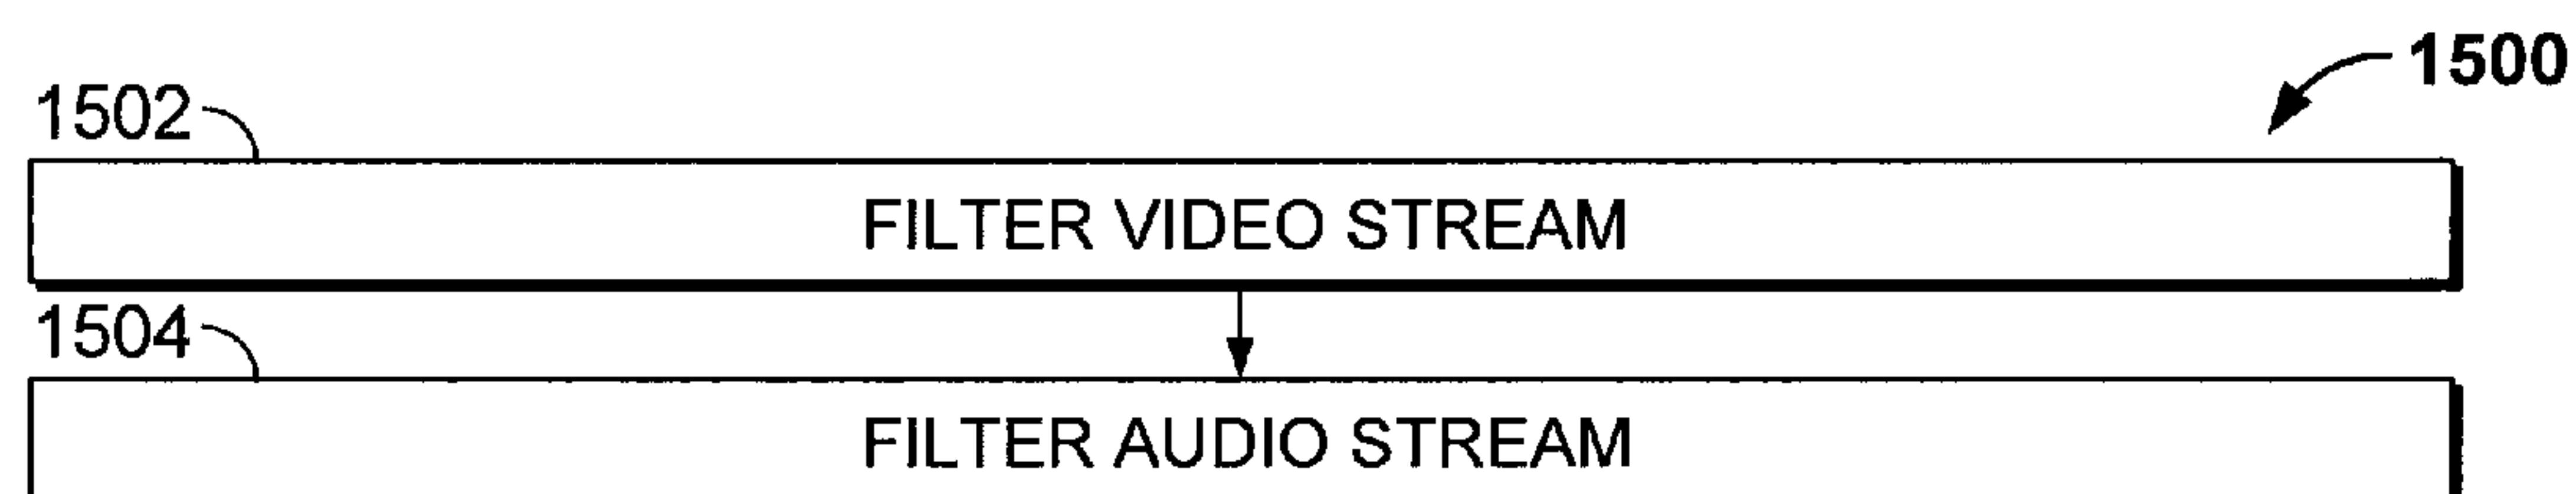 1500
1502
FILTER VIDEO STREAM
1504
FILTER AUDIO STREAM